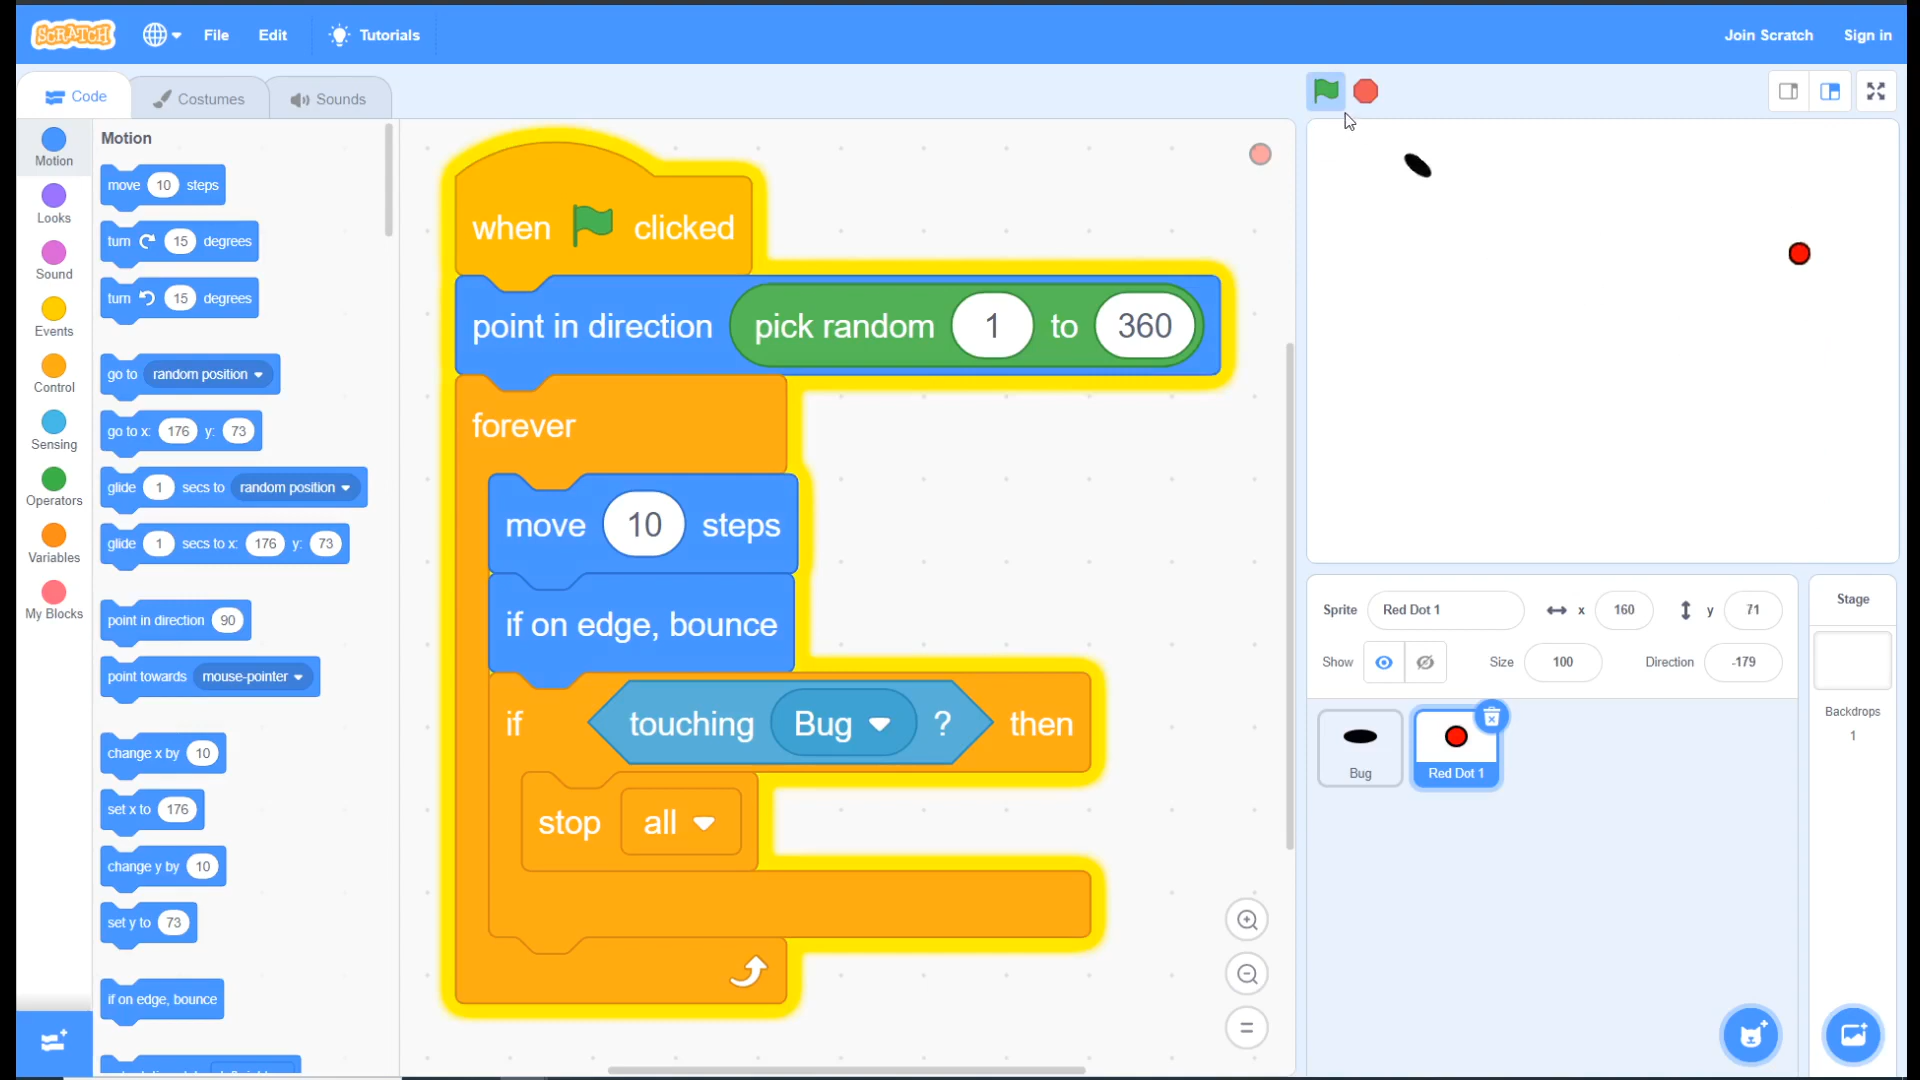 SCRATCH File Edit Tutorials Join Scratch Sign in
Code Costumes Sounds
Motion
Looks
Sound
Events
Control
Sensing
Operators
Variables
My Blocks
Motion
move 10 steps
turn 15 degrees
turn 15 degrees
go to random position
go to x: 176 y: 73
glide 1 secs to random position
glide 1 secs to x: 176 y: 73
point in direction 90
point towards mouse-pointer
change x by 10
set x to 176
change y by 10
set y to 73
if on edge, bounce
when clicked
point in direction pick random 1 to 360
forever
move 10 steps
if on edge, bounce
if touching Bug ? then
stop all
Sprite Red Dot 1 x 160 y 71
Show Size 100 Direction -179
Bug
Red Dot 1
Stage
Backdrops
1